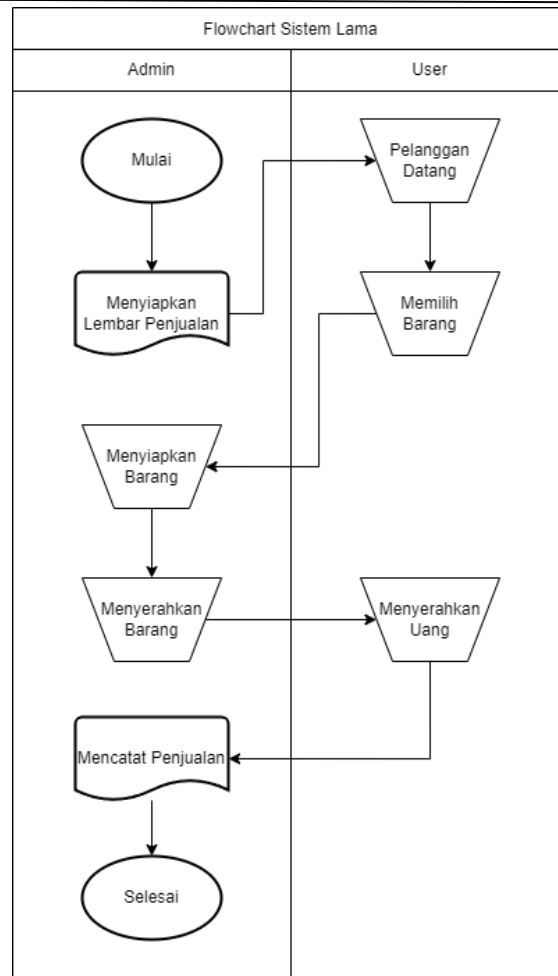 Flowchart Sistem Lama
Admin
User
Mulai
Pelanggan
Datang
Menyiapkan
Lembar Penjualan
Memilih
Barang
Menyiapkan
Barang
Menyerahkan
Barang
Menyerahkan
Uang
Mencatat Penjualan
Selesai